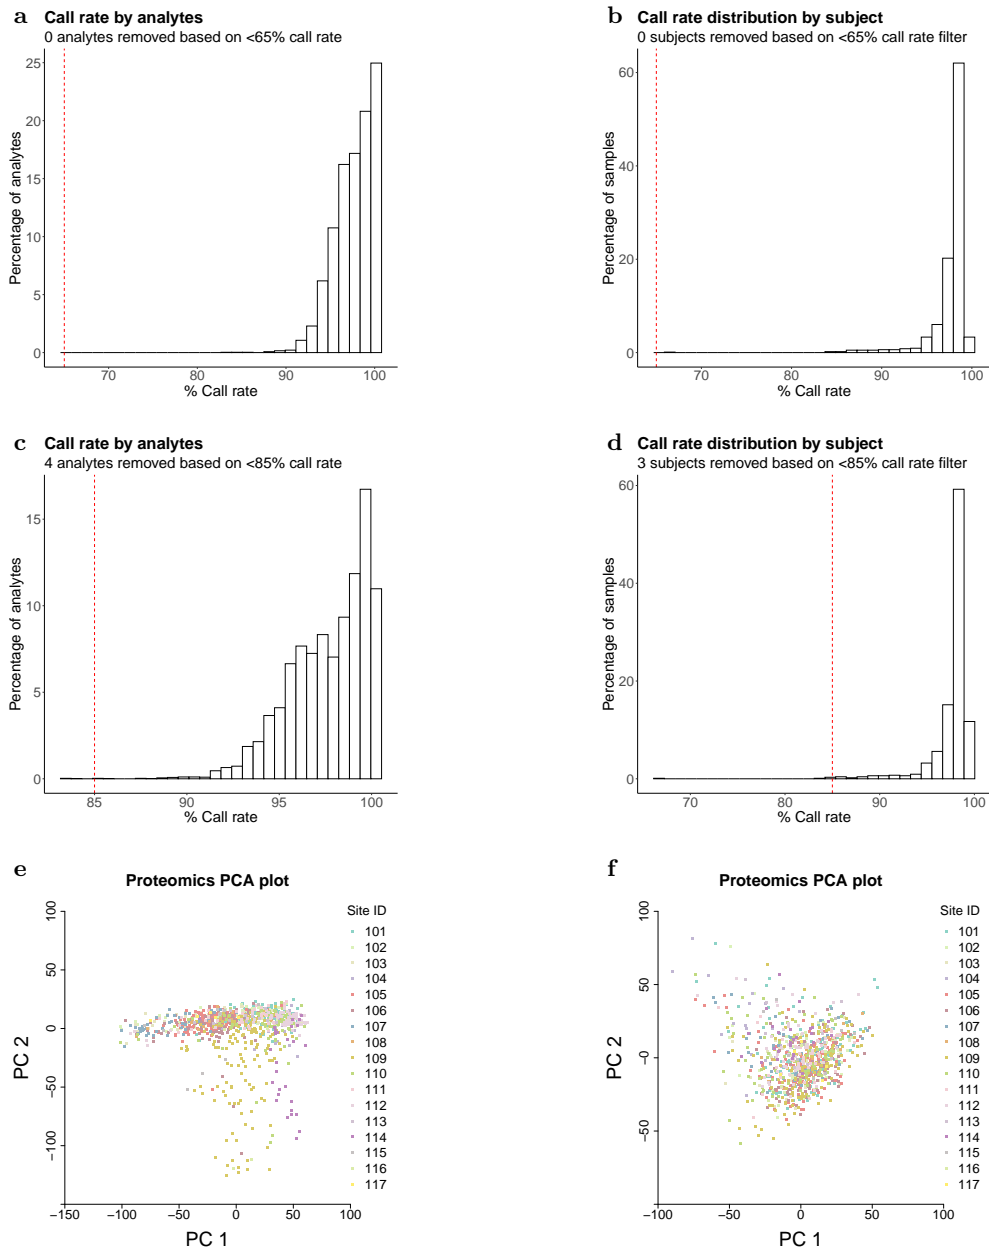 a Call rate by analytes
0 analytes removed based on <65% call rate
Percentage of analytes
25
20
15
10
5
0
70 80 90 100
% Call rate
b Call rate distribution by subject
0 subjects removed based on <65% call rate filter
Percentage of samples
60
40
20
0
70 80 90 100
% Call rate
c Call rate by analytes
4 analytes removed based on <85% call rate
Percentage of analytes
15
10
5
0
85 90 95 100
% Call rate
d Call rate distribution by subject
3 subjects removed based on <85% call rate filter
Percentage of samples
60
40
20
0
70 80 90 100
% Call rate
e
Proteomics PCA plot
PC 2
100
50
0
−50
−100
−150 −100 −50 0 50 100
PC 1
Site ID
101
102
103
104
105
106
107
108
109
110
111
112
113
114
115
116
117
f
Proteomics PCA plot
PC 2
100
50
−0
−50
−100 −50 0 50 100
PC 1
Site ID
101
102
103
104
105
106
107
108
109
110
111
112
113
114
115
116
117